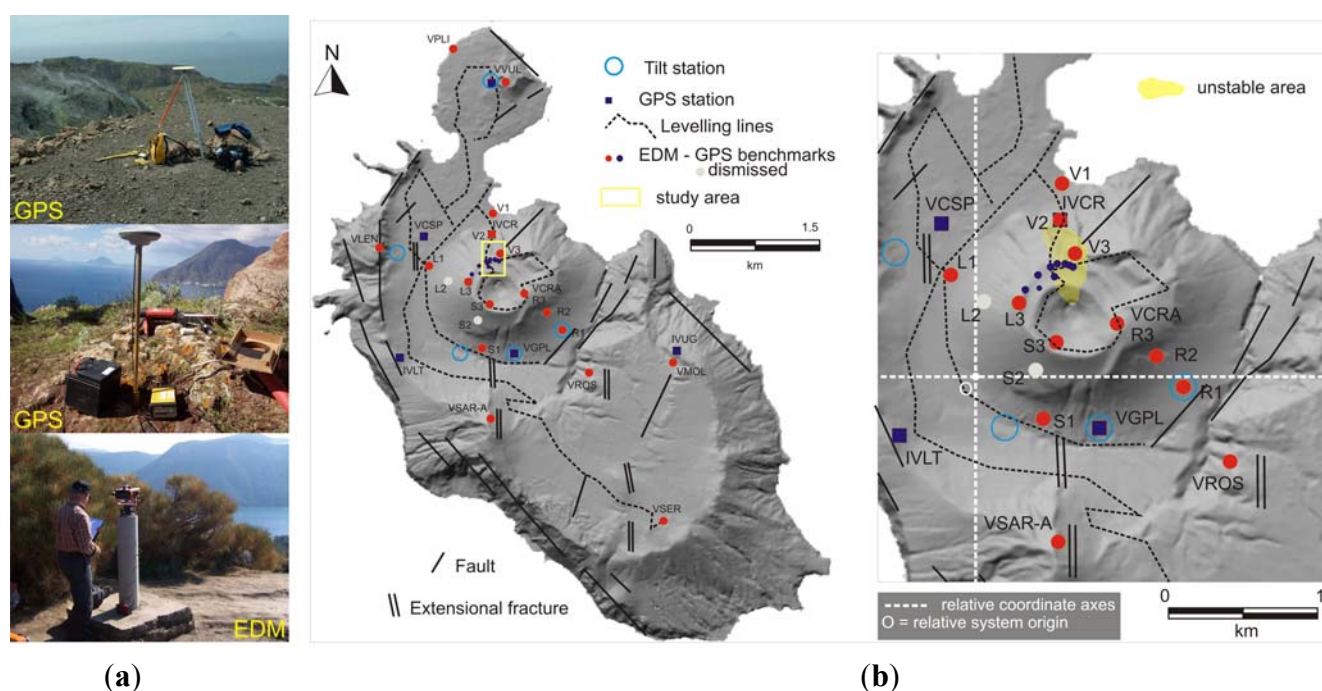 GPS
GPS
EDM
(a)
N
VPLI
VVUL
Tilt station
GPS station
Levelling lines
EDM - GPS benchmarks
dismissed
study area
0
1.5
km
V1
IVCR
V2
V3
VCSP
VLEN
L1
L2
L3
S3
VCRA
R3
R2
R1
S2
S1
VGPL
IVLT
IVUG
VMOL
VROS
VSAR-A
VSER
Fault
Extensional fracture
unstable area
V1
IVCR
V2
V3
VCSP
L1
L2
L3
VCRA
R3
S3
R2
S2
R1
S1
VGPL
IVLT
VROS
VSAR-A
relative coordinate axes
O = relative system origin
0
1
km
(b)